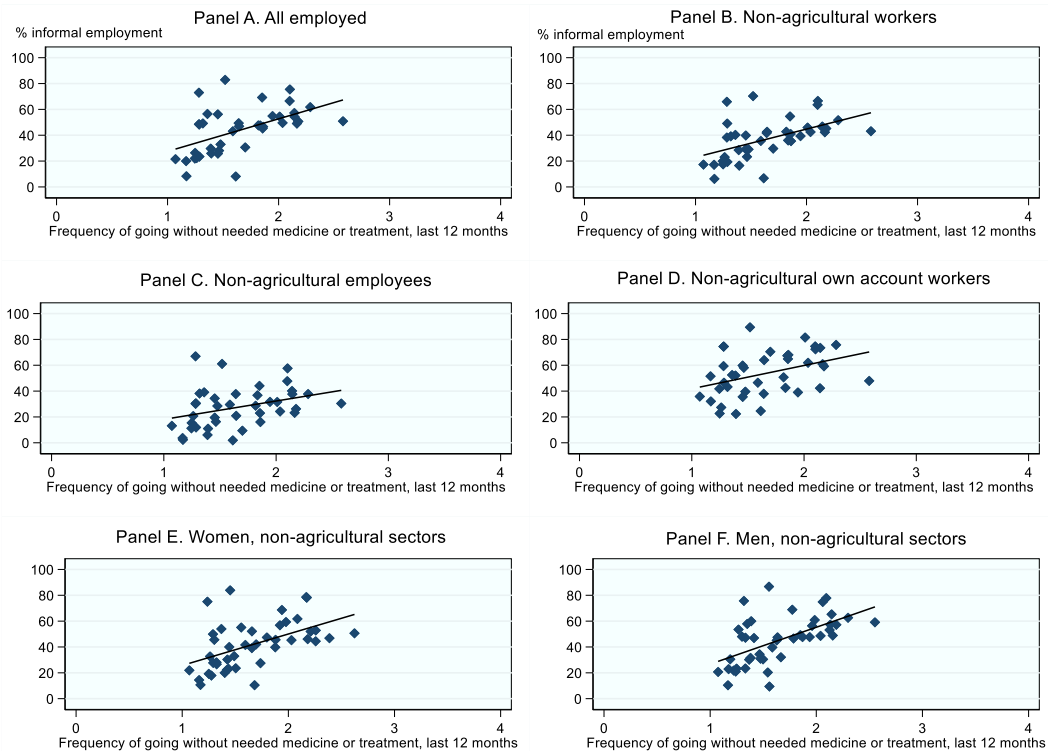 Panel A. All employed
% informal employment
100
80
60
40
20
0
0 1 2 3 4
Frequency of going without needed medicine or treatment, last 12 months
Panel B. Non-agricultural workers
% informal employment
100
80
60
40
20
0
0 1 2 3 4
Frequency of going without needed medicine or treatment, last 12 months
Panel C. Non-agricultural employees
100
80
60
40
20
0
0 1 2 3 4
Frequency of going without needed medicine or treatment, last 12 months
Panel D. Non-agricultural own account workers
100
80
60
40
20
0
0 1 2 3 4
Frequency of going without needed medicine or treatment, last 12 months
Panel E. Women, non-agricultural sectors
100
80
60
40
20
0
0 1 2 3 4
Frequency of going without needed medicine or treatment, last 12 months
Panel F. Men, non-agricultural sectors
100
80
60
40
20
0
0 1 2 3 4
Frequency of going without needed medicine or treatment, last 12 months